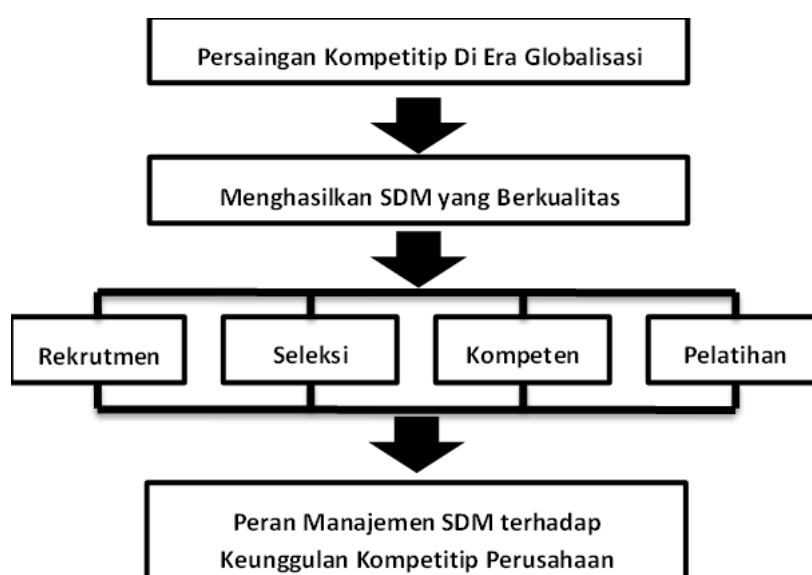 Persaingan Kompetitip Di Era Globalisasi
Menghasilkan SDM yang Berkualitas
Rekrutmen
Seleksi
Kompeten
Pelatihan
Peran Manajemen SDM terhadap
Keunggulan Kompetitip Perusahaan